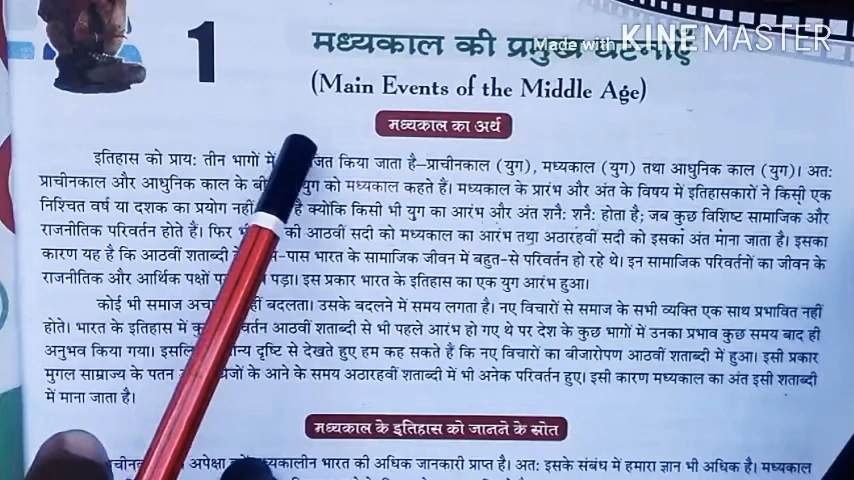 1
मध्यकाल की प्रमुख घटनाएँ
Made with KINEMASTER
(Main Events of the Middle Age)
मध्यकाल का अर्थ
इतिहास को प्राय: तीन भागों में किया जाता है–प्राचीनकाल (युग), मध्यकाल (युग) तथा आधुनिक काल (युग)। अत:
प्राचीनकाल और आधुनिक काल के युग को मध्यकाल कहते हैं। मध्यकाल के प्रारंभ और अंत के विषय में इतिहासकारों ने किसी एक
निश्चित वर्ष या दशक का प्रयोग नहीं है क्योकि किसी भी युग का आरंभ और अंत शनै: शनै: होता है; जब कुछ विशिष्ट सामाजिक और
राजनीतिक परिवर्तन होते हैं। फिर की आठवीं सदी को मध्यकाल का आरंभ तथा अठारहवीं सदी को इसका अंत माना जाता है। इसका
कारण यह है कि आठवीं शताब्दी -पास भारत के सामाजिक जीवन में बहुत-से परिवर्तन हो रहे थे। इन सामाजिक परिवर्तनों का जीवन के
राजनीतिक और आर्थिक पक्षों पड़ा। इस प्रकार भारत के इतिहास का एक युग आरंभ हुआ।
कोई भी समाज नहीं बदलता। उसके बदलने में समय लगता है। नए विचारों से समाज के सभी व्यक्ति एक साथ प्रभावित नहीं
होते। भारत के इतिहास में आठवीं शताब्दी से भी पहले आरंभ हो गए थे पर देश के कुछ भागों में उनका प्रभाव कुछ समय बाद ही
अनुभव किया गया। दृष्टि से देखते हुए हम कह सकते हैं कि नए विचारों का बीजारोपण आठवीं शताब्दी में हुआ। इसी प्रकार
मुगल साम्राज्य के पतन के आने के समय अठारहवीं शताब्दी में भी अनेक परिवर्तन हुए। इसी कारण मध्यकाल का अंत इसी शताब्दी
में माना जाता है।
मध्यकाल के इतिहास को जानने के स्रोत
अपेक्षा मध्यकालीन भारत की अधिक जानकारी प्राप्त है। अत: इसके संबंध में हमारा ज्ञान भी अधिक है। मध्यकाल